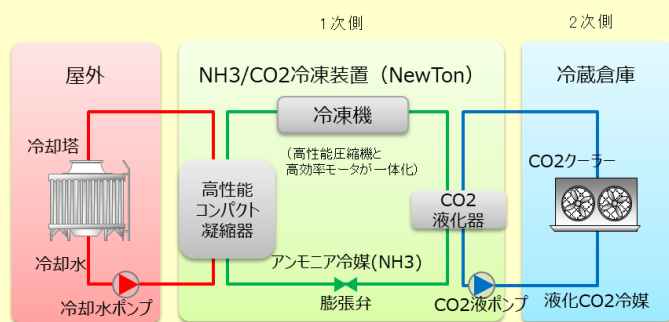 1次側
2次側
屋外
NH3/CO2冷凍装置(NewTon)
冷蔵倉庫
冷凍機
冷却塔
(高性能圧縮機と
高効率モータが一体化)
CO2クーラー
高性能
コンパクト
凝縮器
CO2
液化器
冷却水
アンモニア冷媒(NH3)
冷却水ポンプ
膨張弁
CO2液ポンプ
液化CO2冷媒